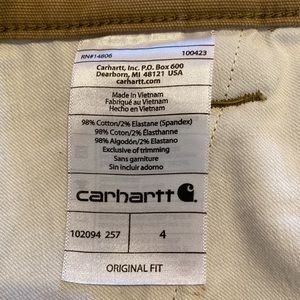 RN#14806 100423
Carhartt, Inc. P.O. Box 600
Dearborn, MI 48121 USA
carhartt.com
Made in Vietnam
Fabriqué au Vietnam
Hecho en Vietnam
98% Cotton/2% Elastane (Spandex)
98% Coton/2% Élasthanne
98% Algodón/2% Elastano
Exclusive of trimming
Sans garniture
Sin incluir adorno
carhartt
102094 257 4
ORIGINAL FIT